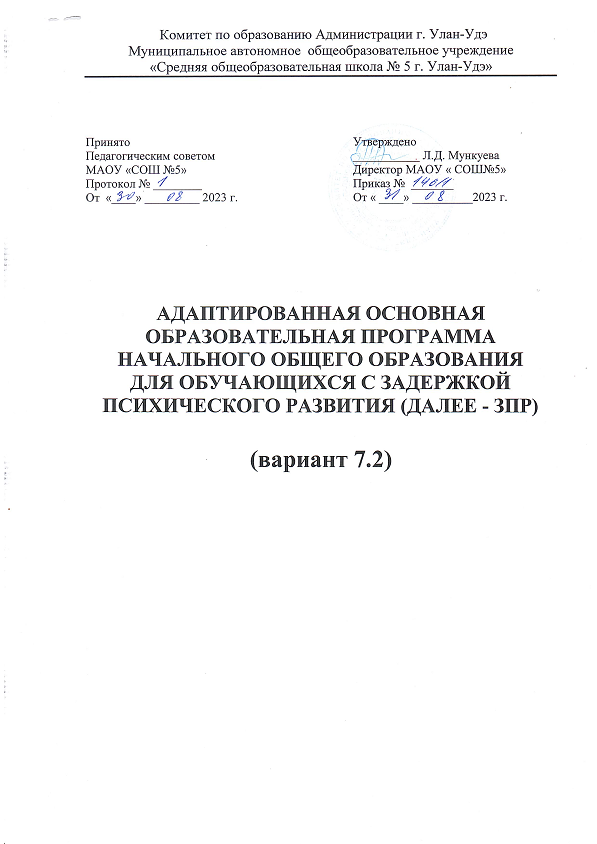 Комитет по образованию Администрации г. Улан-Удэ
Муниципальное автономное общеобразовательное учреждение
«Средняя общеобразовательная школа № 5 г. Улан-Удэ»
Принято
Педагогическим советом
МАОУ «СОШ №5»
Протокол № 1
От «30» 08 2023 г.
Утверждено
Л.Д. Мункуева
Директор МАОУ « СОШ№5»
Приказ №
От « 31 » 08 2023 г.
АДАПТИРОВАННАЯ ОСНОВНАЯ
ОБРАЗОВАТЕЛЬНАЯ ПРОГРАММА
НАЧАЛЬНОГО ОБЩЕГО ОБРАЗОВАНИЯ
ДЛЯ ОБУЧАЮЩИХСЯ С ЗАДЕРЖКОЙ
ПСИХИЧЕСКОГО РАЗВИТИЯ (ДАЛЕЕ - ЗПР)
(вариант 7.2)